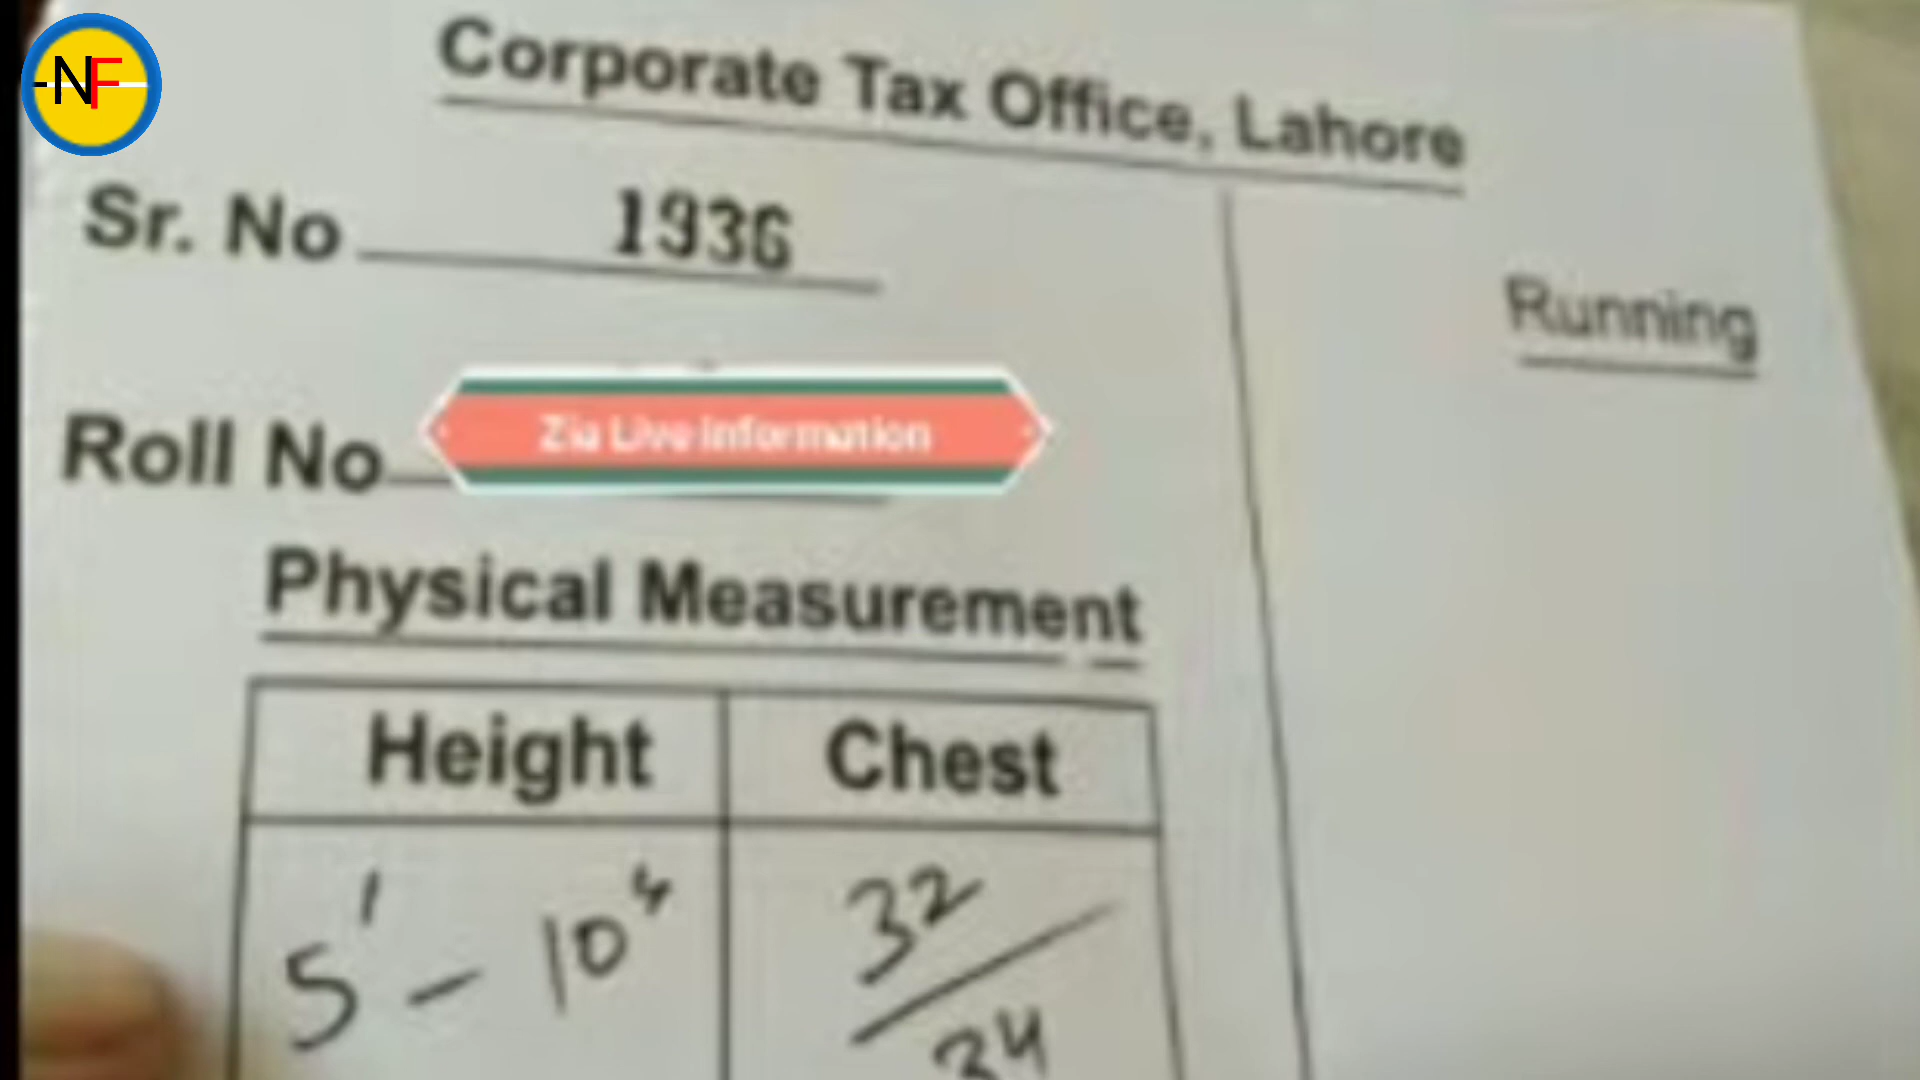 NF
Corporate Tax Office, Lahore
Sr. No 1936
Running
Roll No
Zia Live Information
Physical Measurement
Height Chest
5' - 10" 32/34